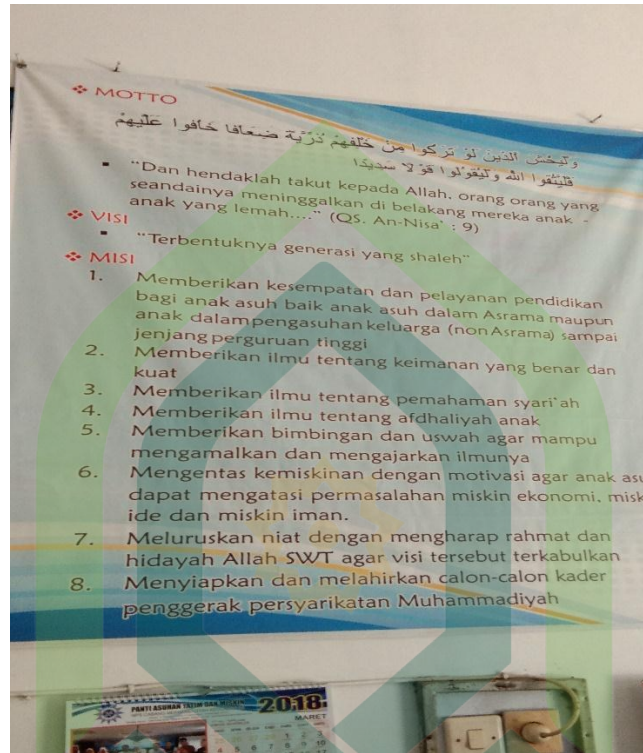 ❖ MOTTO
وَلْيَخْشَ الَّذِينَ لَوْ تَرَكُوا مِنْ خَلْفِهِمْ ذُرِّيَّةً ضِعَافًا خَافُوا عَلَيْهِمْ
فَلْيَتَّقُوا اللَّهَ وَلْيَقُولُوا قَوْلًا سَدِيدًا
▪ "Dan hendaklah takut kepada Allah, orang orang yang
seandainya meninggalkan di belakang mereka anak -
anak yang lemah...." (QS. An-Nisa' : 9)
❖ VISI
▪ "Terbentuknya generasi yang shaleh"
❖ MISI
1. Memberikan kesempatan dan pelayanan pendidikan
bagi anak asuh baik anak asuh dalam Asrama maupun
anak dalampengasuhan keluarga (nonAsrama) sampai
jenjang perguruan tinggi
2. Memberikan ilmu tentang keimanan yang benar dan
kuat
3. Memberikan ilmu tentang pemahaman syari'ah
4. Memberikan ilmu tentang afdhaliyah anak
5. Memberikan bimbingan dan uswah agar mampu
mengamalkan dan mengajarkan ilmunya
6. Mengentas kemiskinan dengan motivasi agar anak asu
dapat mengatasi permasalahan miskin ekonomi, misk
ide dan miskin iman.
7. Meluruskan niat dengan mengharap rahmat dan
hidayah Allah SWT agar visi tersebut terkabulkan
8. Menyiapkan dan melahirkan calon-calon kader
penggerak persyarikatan Muhammadiyah
PANTI ASUHAN YATIM DAN MISKIN
2018
MARET